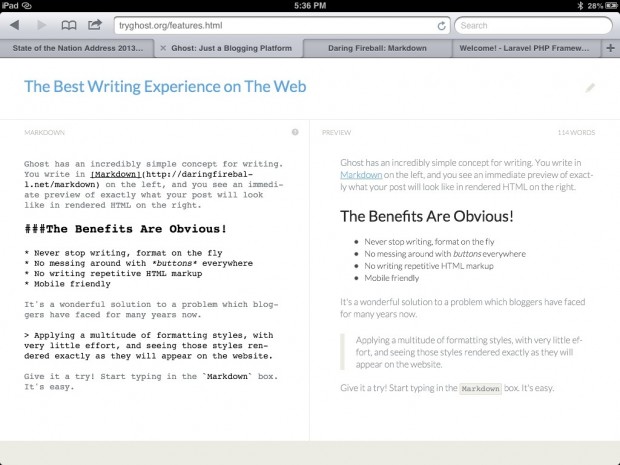 iPad
5:36 PM
28%
tryghost.org/features.html
Search
State of the Nation Address 2013...
× Ghost: Just a Blogging Platform
Daring Fireball: Markdown
Welcome! - Laravel PHP Framew...
+
The Best Writing Experience on The Web
MARKDOWN
?
Ghost has an incredibly simple concept for writing.
You write in [Markdown](http://daringfirebal-
l.net/markdown) on the left, and you see an immedi-
ate preview of exactly what your post will look
like in rendered HTML on the right.
###The Benefits Are Obvious!
* Never stop writing, format on the fly
* No messing around with *buttons* everywhere
* No writing repetitive HTML markup
* Mobile friendly
It's a wonderful solution to a problem which blog-
gers have faced for many years now.
> Applying a multitude of formatting styles, with
very little effort, and seeing those styles ren-
dered exactly as they will appear on the website.
Give it a try! Start typing in the `Markdown` box.
It's easy.
PREVIEW
114 WORDS
Ghost has an incredibly simple concept for writing. You write in
Markdown on the left, and you see an immediate preview of exact-
ly what your post will look like in rendered HTML on the right.
The Benefits Are Obvious!
• Never stop writing, format on the fly
• No messing around with buttons everywhere
• No writing repetitive HTML markup
• Mobile friendly
It's a wonderful solution to a problem which bloggers have faced
for many years now.
Applying a multitude of formatting styles, with very little ef-
fort, and seeing those styles rendered exactly as they will
appear on the website.
Give it a try! Start typing in the Markdown box. It's easy.